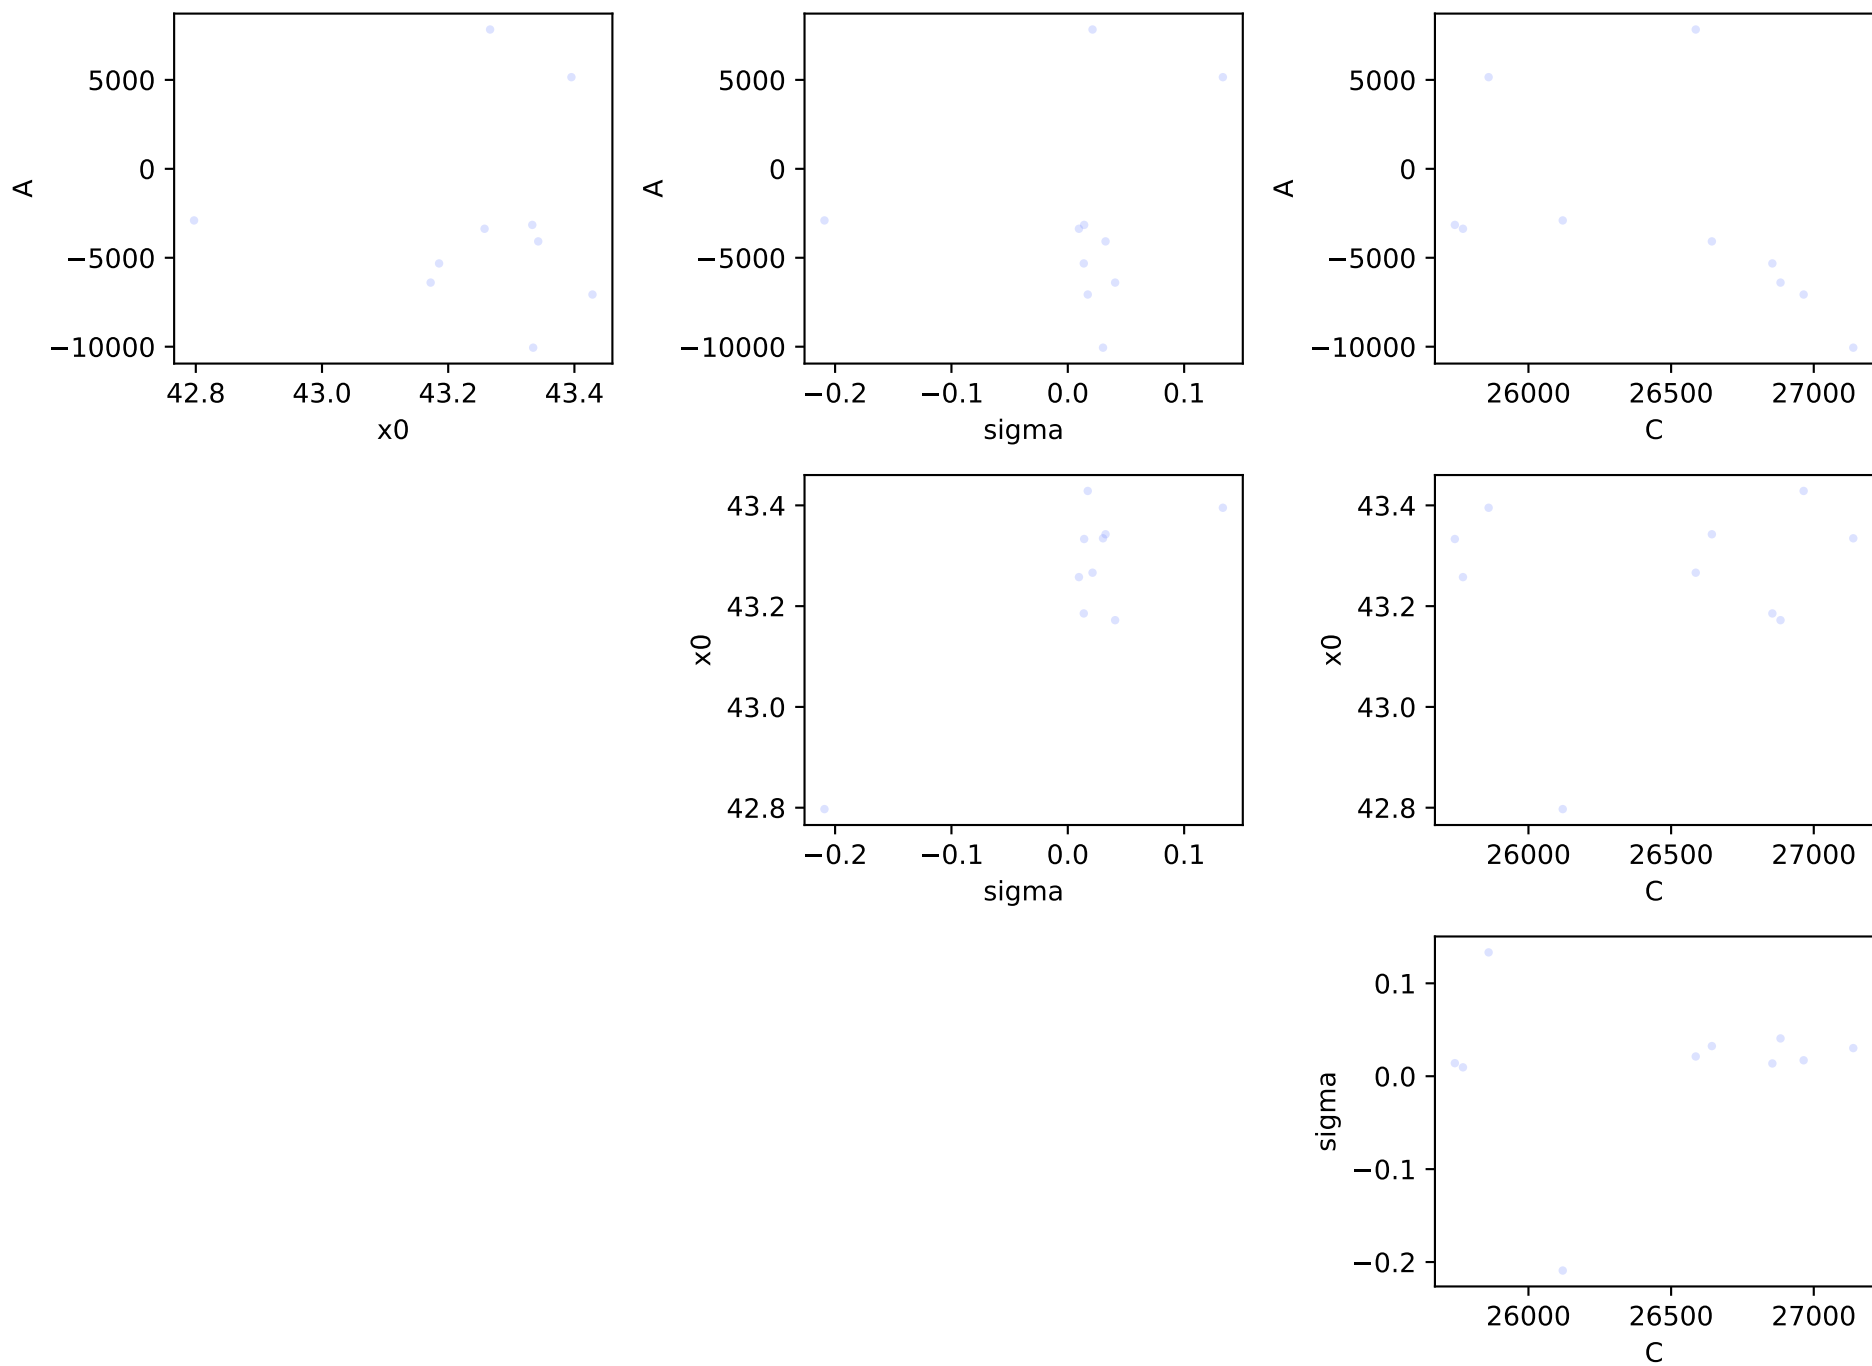 5000 5000 5000
0 0 0
A A A
−5000 −5000 −5000
−10000 −10000 −10000
42.8 43.0 43.2 43.4 −0.2 −0.1 0.0 0.1 26000 26500 27000
x0 sigma C
43.4 43.4
43.2 43.2
x0 x0
43.0 43.0
42.8 42.8
−0.2 −0.1 0.0 0.1 26000 26500 27000
sigma C
0.1
0.0
sigma
−0.1
−0.2
26000 26500 27000
C